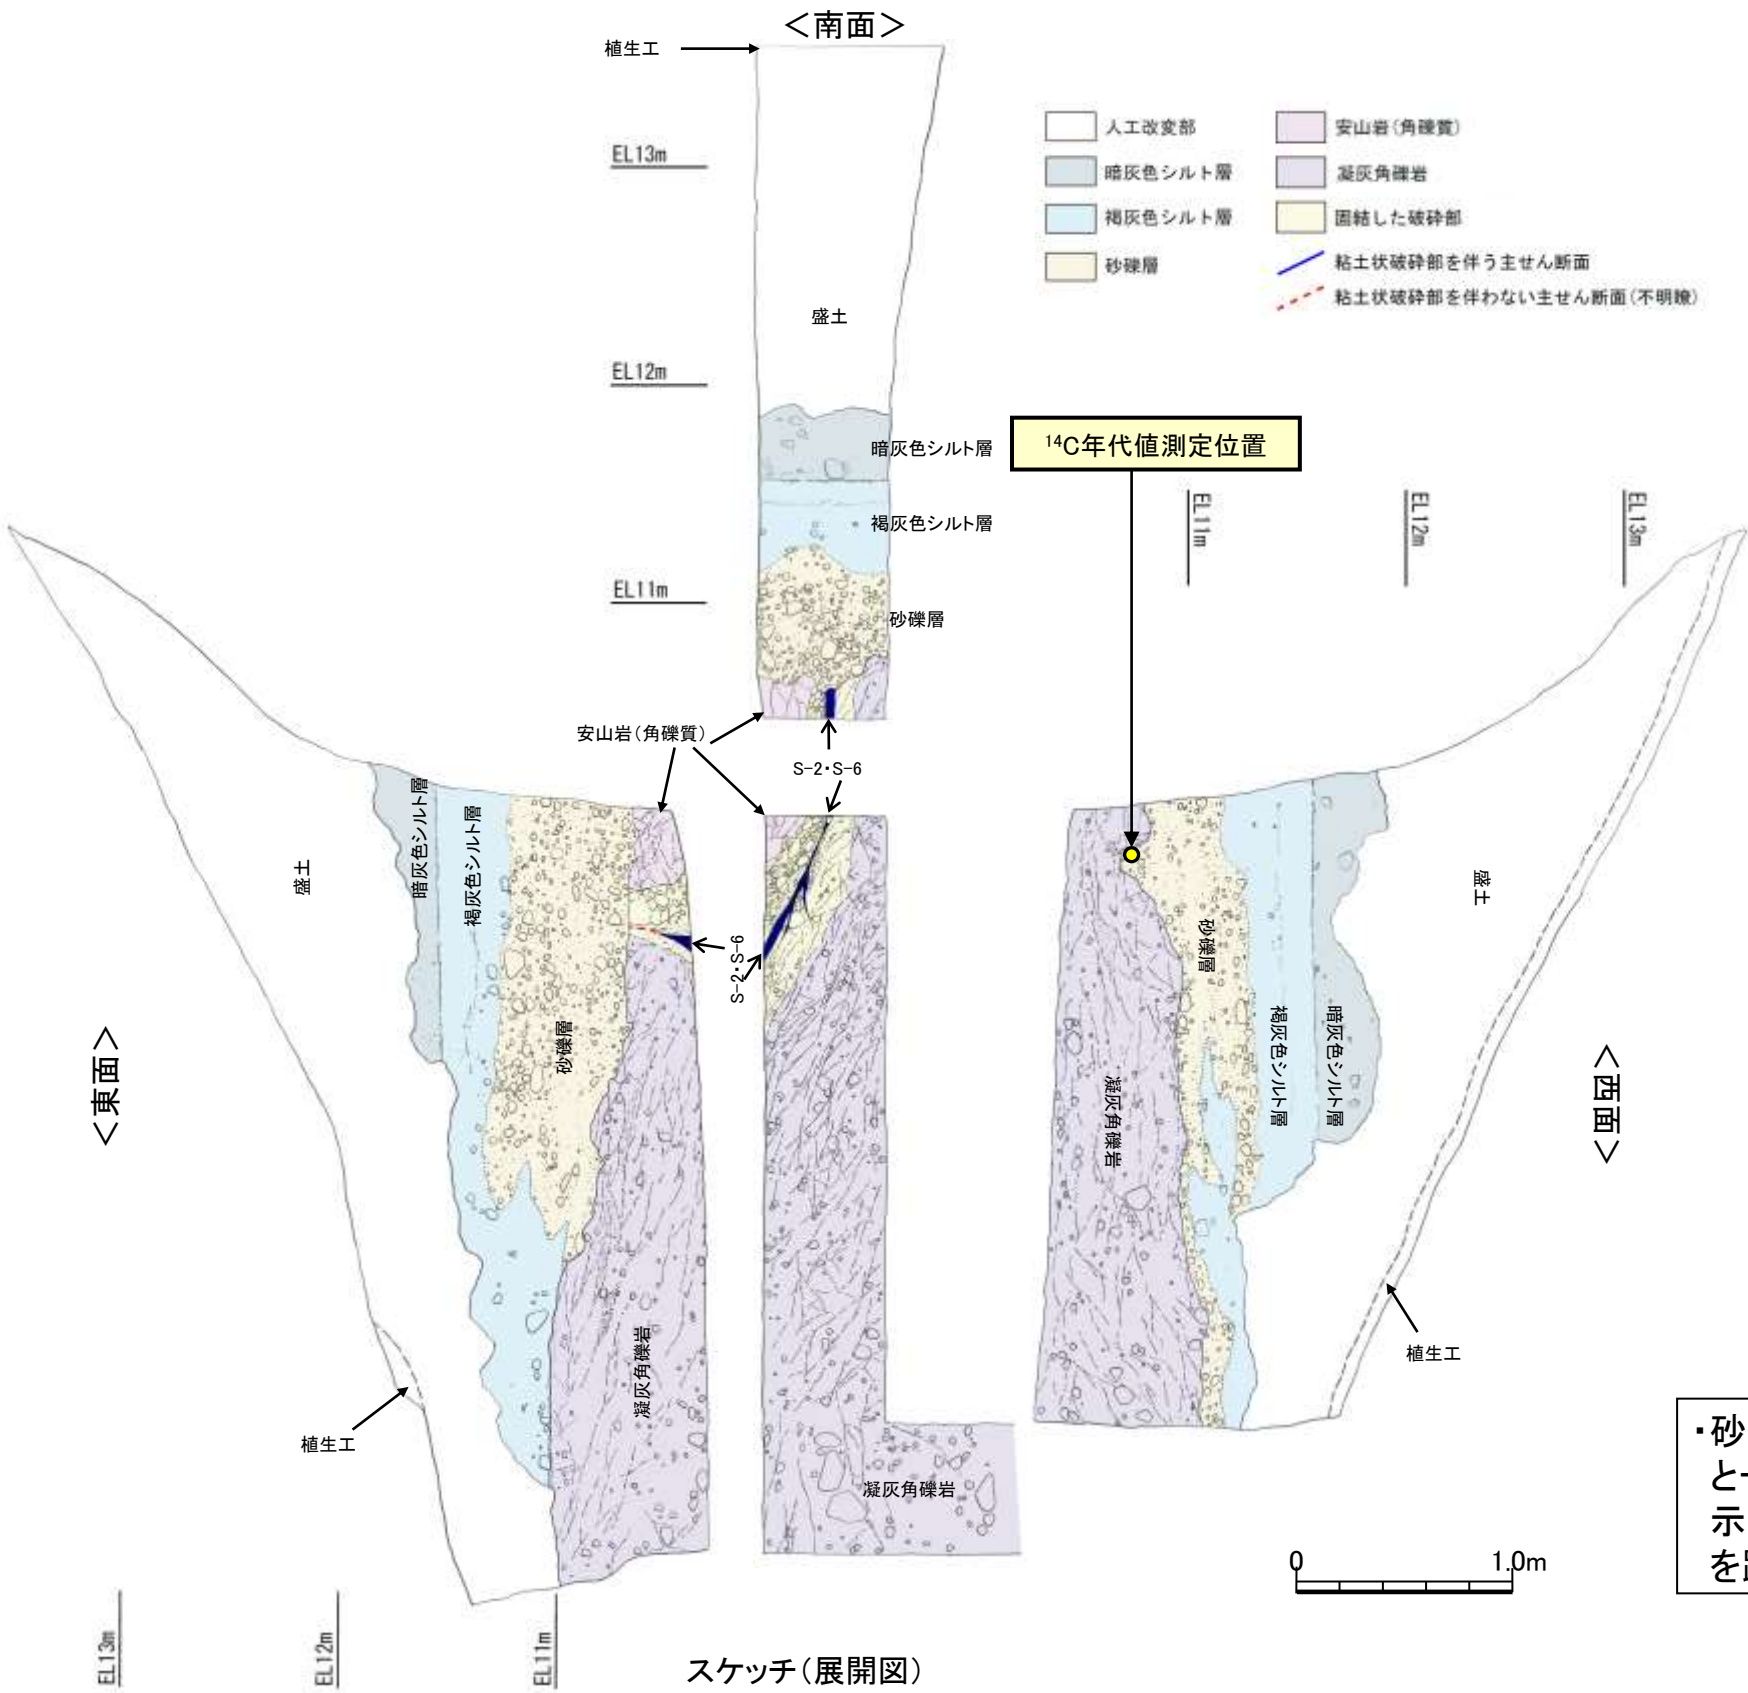 <南面>
植生工
EL13m
EL12m
EL11m
盛土
暗灰色シルト層
褐灰色シルト層
砂礫層
人工改変部
暗灰色シルト層
褐灰色シルト層
砂礫層
安山岩(角礫質)
凝灰角礫岩
固結した破砕部
粘土状破砕部を伴う主せん断面
粘土状破砕部を伴わない主せん断面(不明瞭)
¹⁴C年代値測定位置
EL11m
EL12m
EL13m
安山岩(角礫質)
S-2・S-6
<東面>
盛土
暗灰色シルト層
褐灰色シルト層
砂礫層
凝灰角礫岩
植生工
S-2・S-6
凝灰角礫岩
凝灰角礫岩
砂礫層
褐灰色シルト層
暗灰色シルト層
盛土
植生工
<西面>
・砂
と
示
を
0 1.0m
EL13m
EL12m
EL11m
スケッチ(展開図)